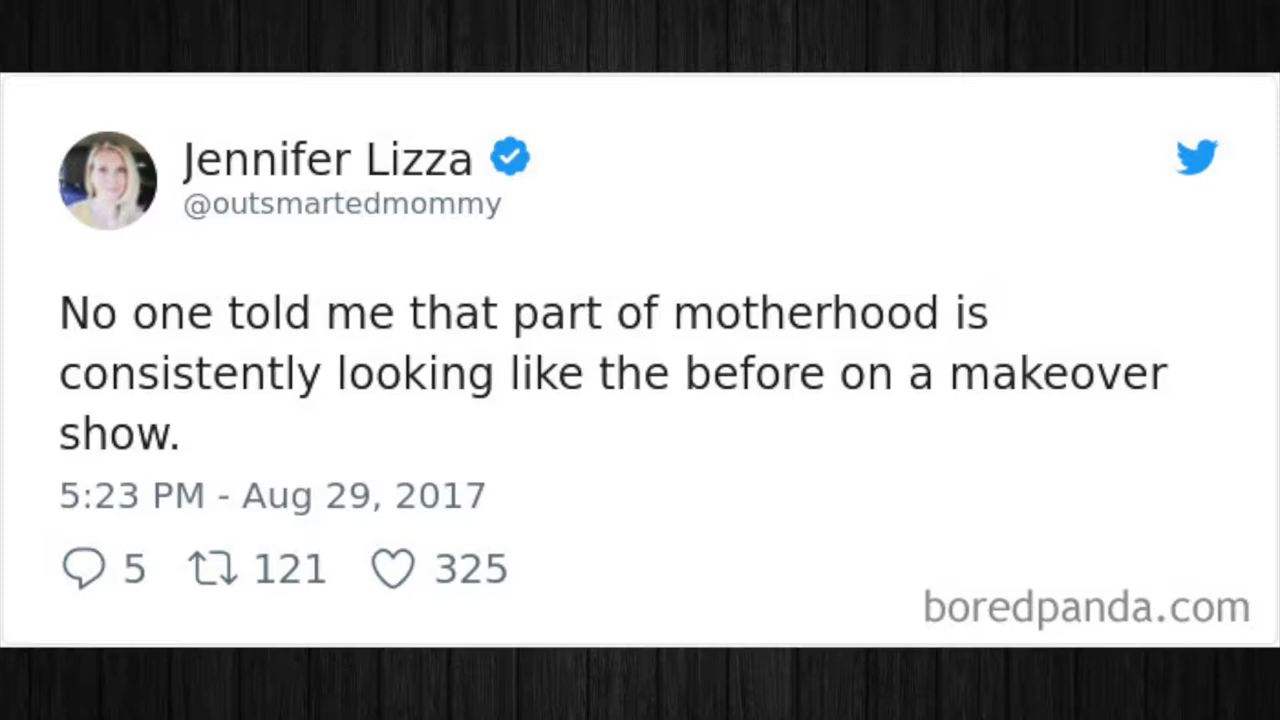 Jennifer Lizza
@outsmartedmommy
No one told me that part of motherhood is
consistently looking like the before on a makeover
show.
5:23 PM - Aug 29, 2017
5 121 325
boredpanda.com